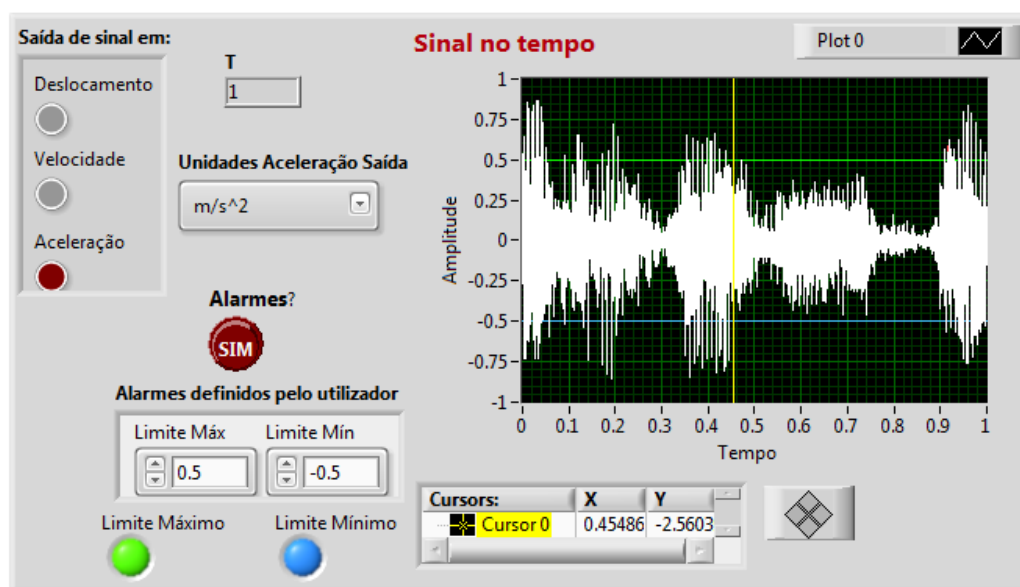 Saída de sinal em:
Deslocamento
Velocidade
Aceleração
T
1
Unidades Aceleração Saída
m/s^2
Alarmes?
SIM
Alarmes definidos pelo utilizador
Limite Máx
Limite Mín
0.5
-0.5
Limite Máximo
Limite Mínimo
Sinal no tempo
Plot 0
Amplitude
1
0.75
0.5
0.25
0
-0.25
-0.5
-0.75
-1
0 0.1 0.2 0.3 0.4 0.5 0.6 0.7 0.8 0.9 1
Tempo
Cursors: X Y
Cursor 0 0.45486 -2.5603